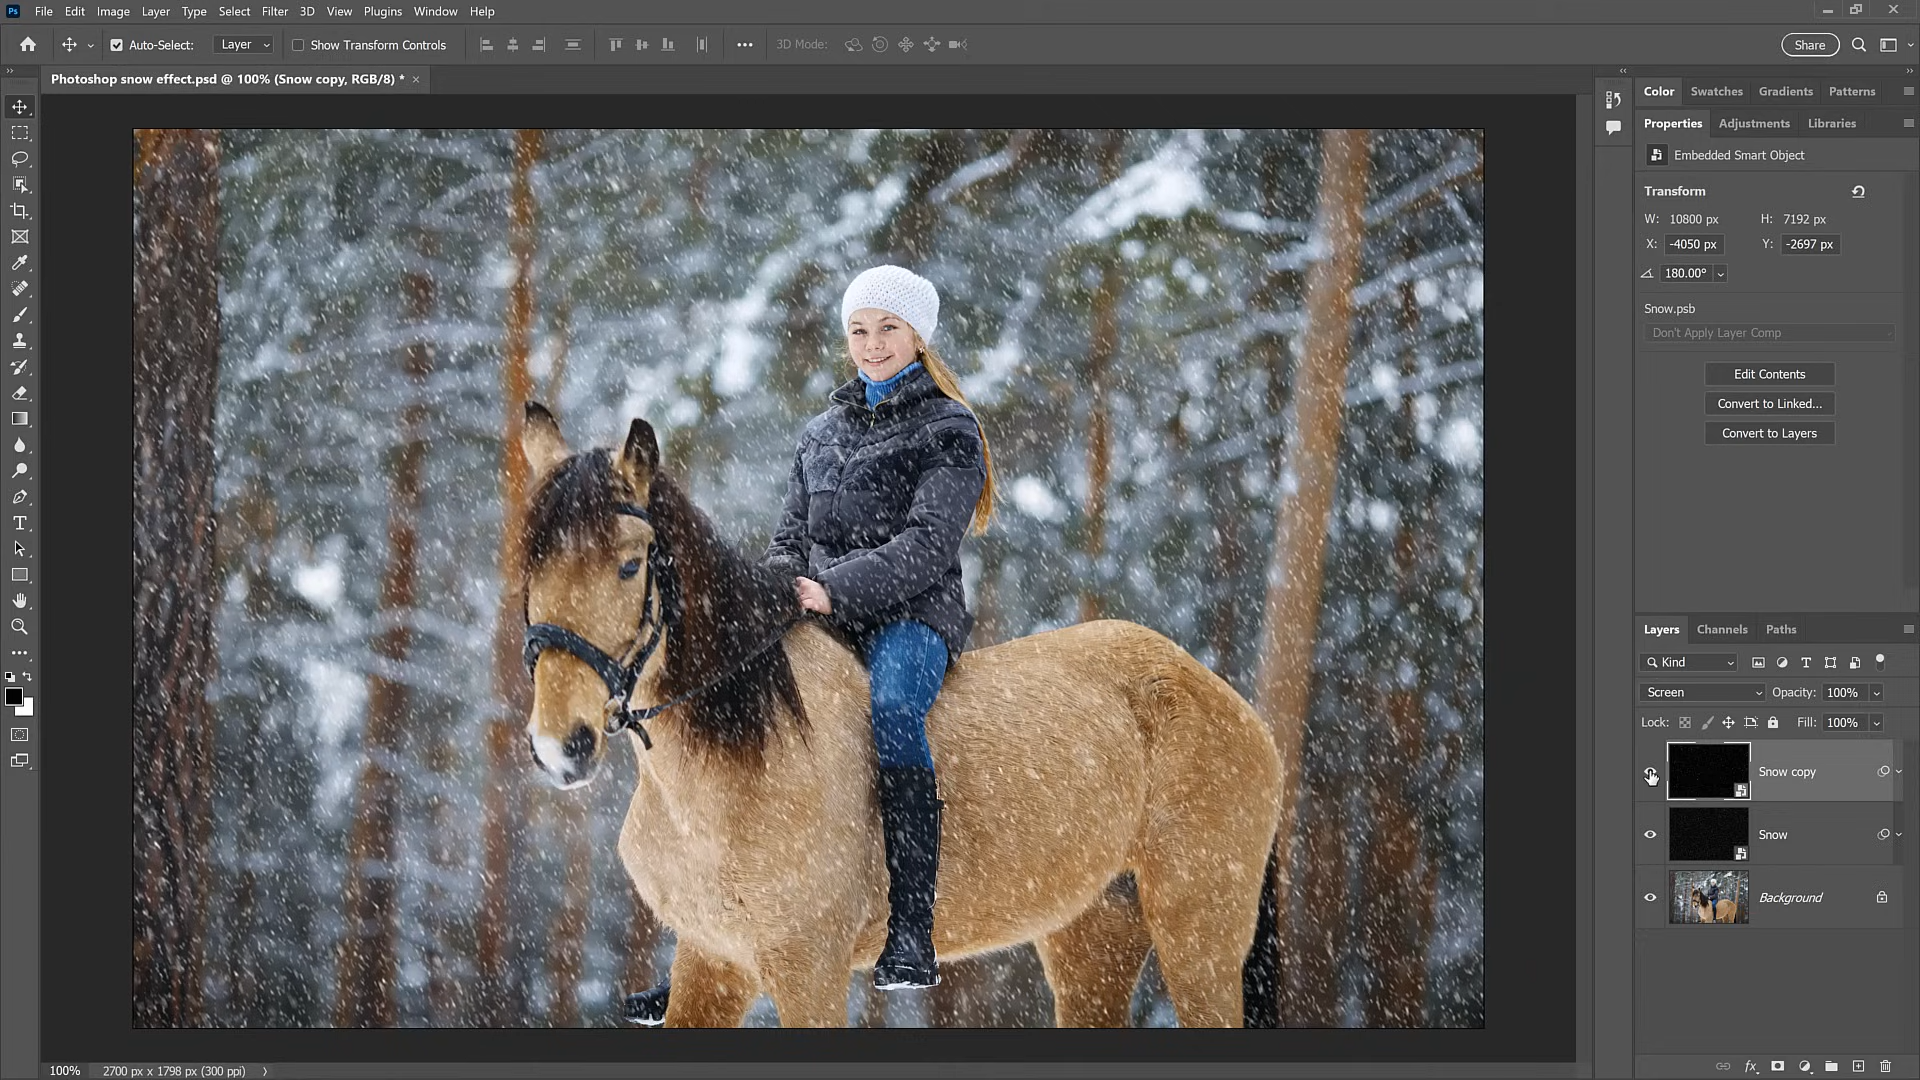 Ps File Edit Image Layer Type Select Filter 3D View Plugins Window Help
Auto-Select: Layer Show Transform Controls 3D Mode: Share
Photoshop snow effect.psd @ 100% (Snow copy, RGB/8) *
Color Swatches Gradients Patterns
Properties Adjustments Libraries
Embedded Smart Object
Transform
W: 10800 px H: 7192 px
X: -4050 px Y: -2697 px
180.00°
Snow.psb
Don't Apply Layer Comp
Edit Contents
Convert to Linked...
Convert to Layers
Layers Channels Paths
Kind
Screen Opacity: 100%
Lock: Fill: 100%
Snow copy
Snow
Background
100% 2700 px x 1798 px (300 ppi)